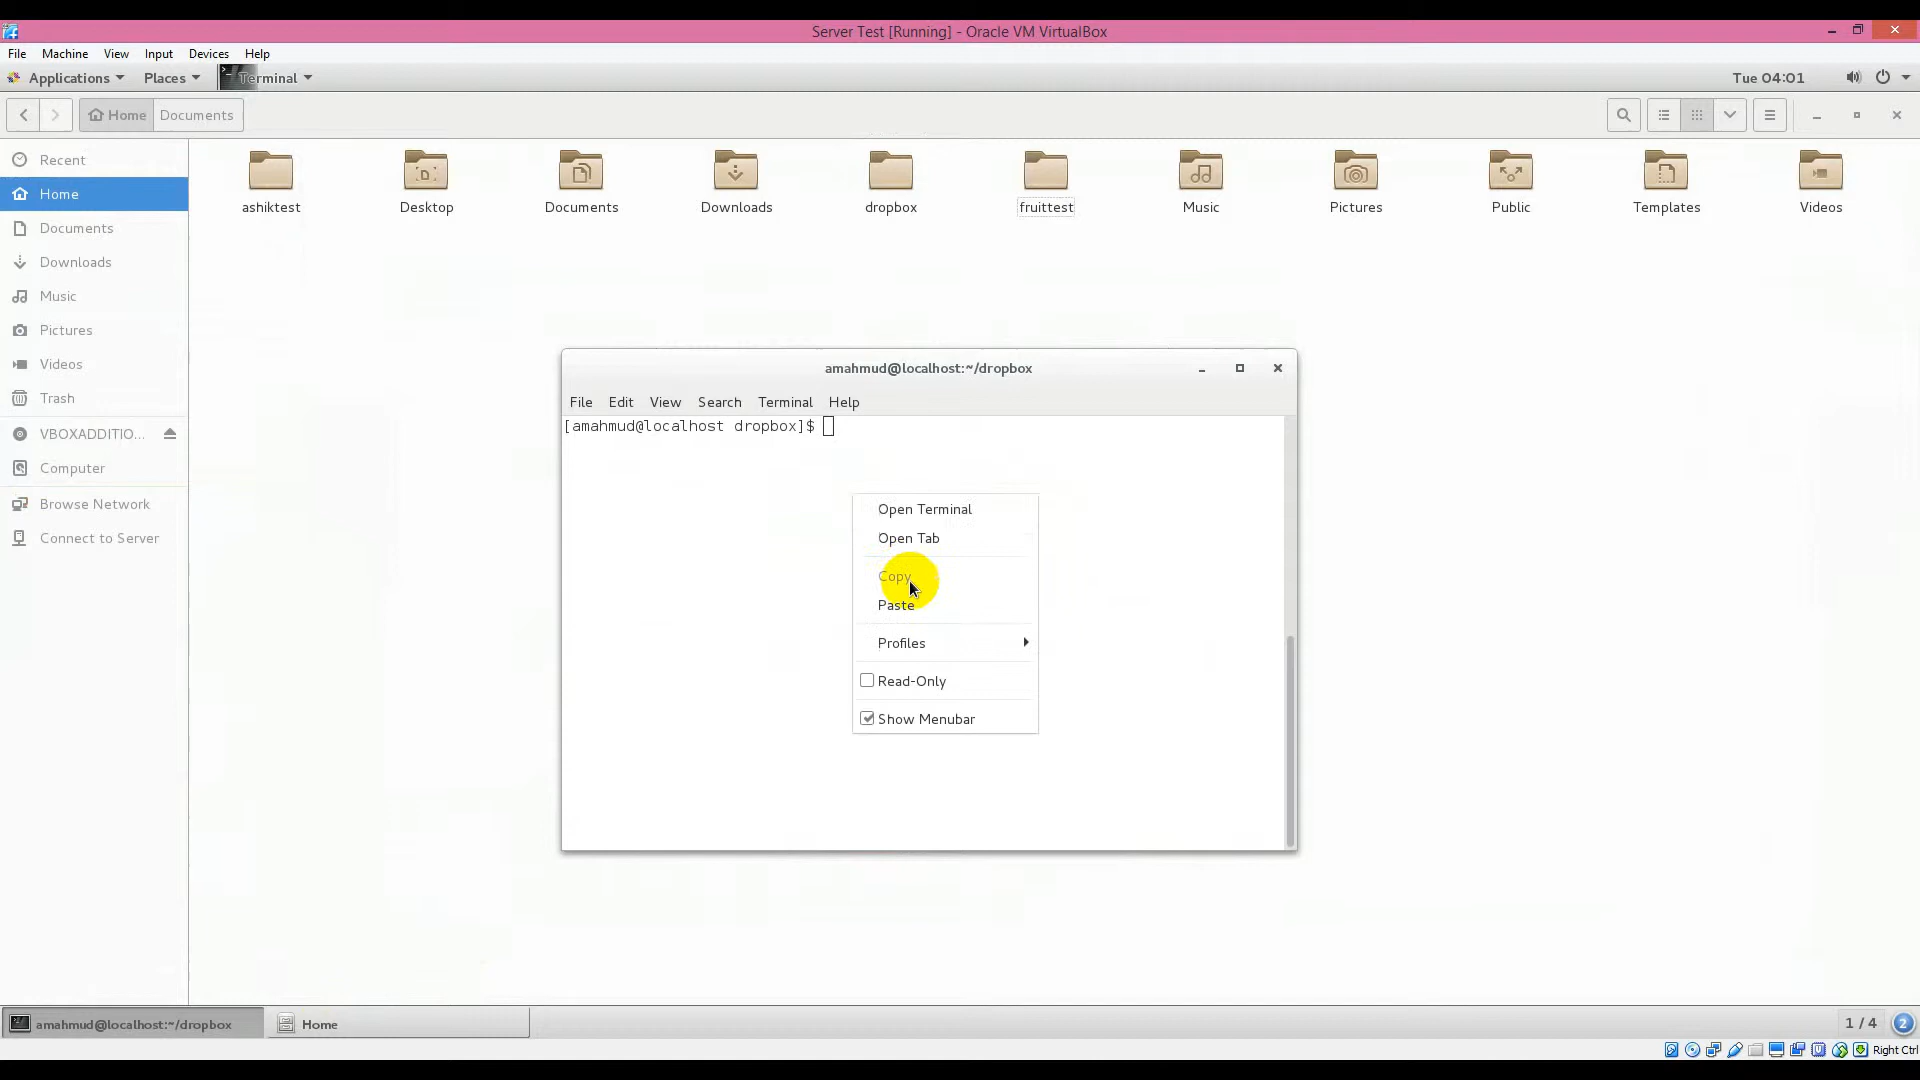 Server Test [Running] - Oracle VM VirtualBox
File Machine View Input Devices Help
Applications Places Terminal Tue 04:01
Home Documents
Recent
Home
Documents
Downloads
Music
Pictures
Videos
Trash
VBOXADDITIO...
Computer
Browse Network
Connect to Server
ashiktest Desktop Documents Downloads dropbox fruittest Music Pictures Public Templates Videos
amahmud@localhost:~/dropbox
File Edit View Search Terminal Help
[amahmud@localhost dropbox]$
Open Terminal
Open Tab
Copy
Paste
Profiles
Read-Only
Show Menubar
amahmud@localhost:~/dropbox Home 1 / 4 2
Right Ctrl